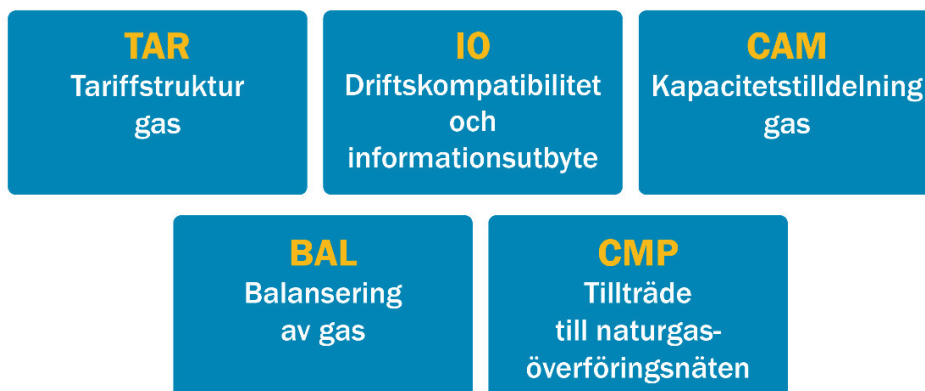 TAR
Tariffstruktur
gas
IO
Driftskompatibilitet
och
informationsutbyte
CAM
Kapacitetstilldelning
gas
BAL
Balansering
av gas
CMP
Tillträde
till naturgas-
överföringsnäten